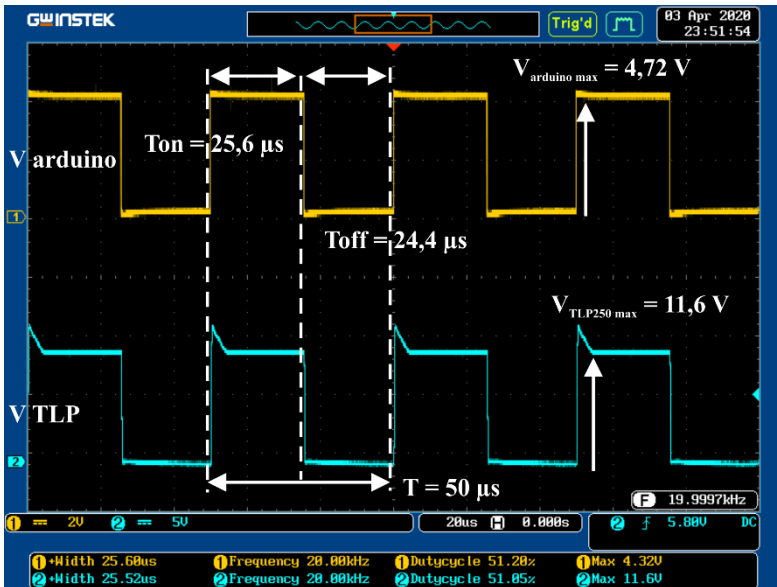 GWINSTEK
Trig'd
03 Apr 2020
23:51:54
V arduino max = 4,72 V
Ton = 25,6 µs
V arduino
1
Toff = 24,4 µs
V TLP250 max = 11,6 V
V TLP
2
T = 50 µs
F 19.9997kHz
1 2V 2 5V 20us H 0.000s 2 5.80V DC
1 +Width 25.60us 1 Frequency 20.00kHz 1 Dutycycle 51.20% 1 Max 4.32V
2 +Width 25.52us 2 Frequency 20.00kHz 2 Dutycycle 51.05% 2 Max 11.6V